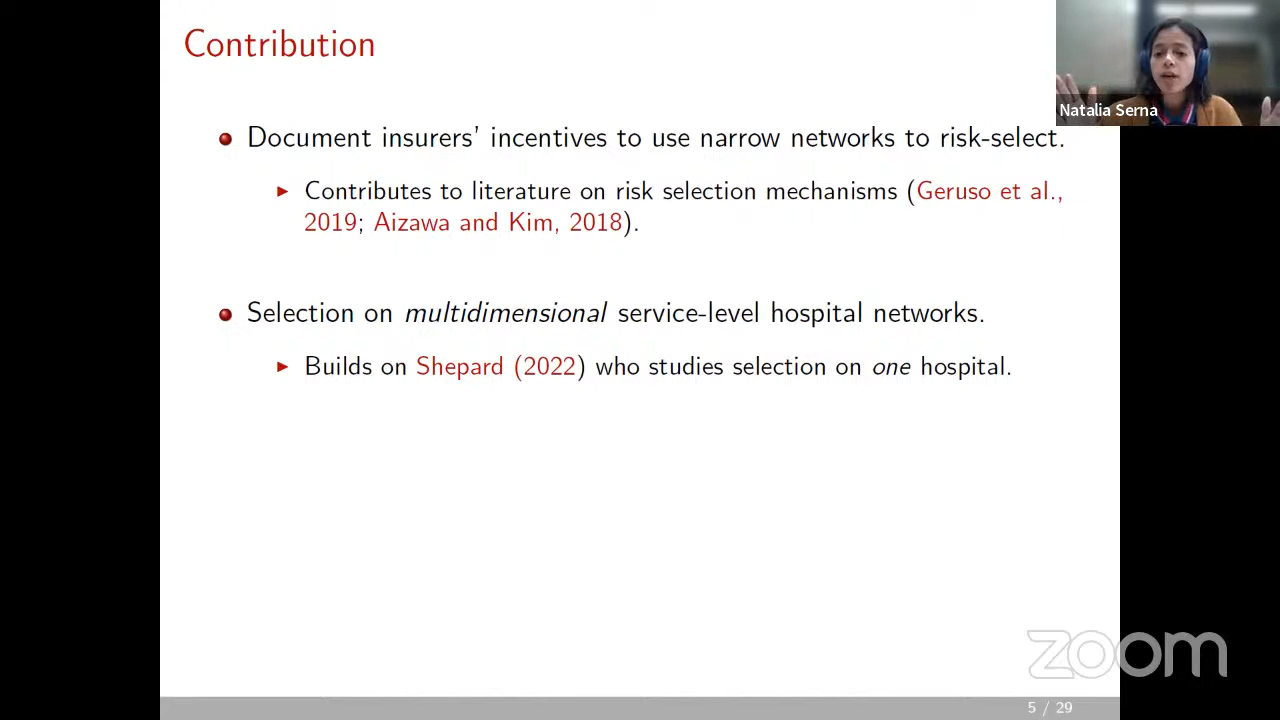 Contribution
Natalia Serna
Document insurers' incentives to use narrow networks to risk-select.
Contributes to literature on risk selection mechanisms (Geruso et al.,
2019; Aizawa and Kim, 2018).
Selection on multidimensional service-level hospital networks.
Builds on Shepard (2022) who studies selection on one hospital.
zoom
5 / 29